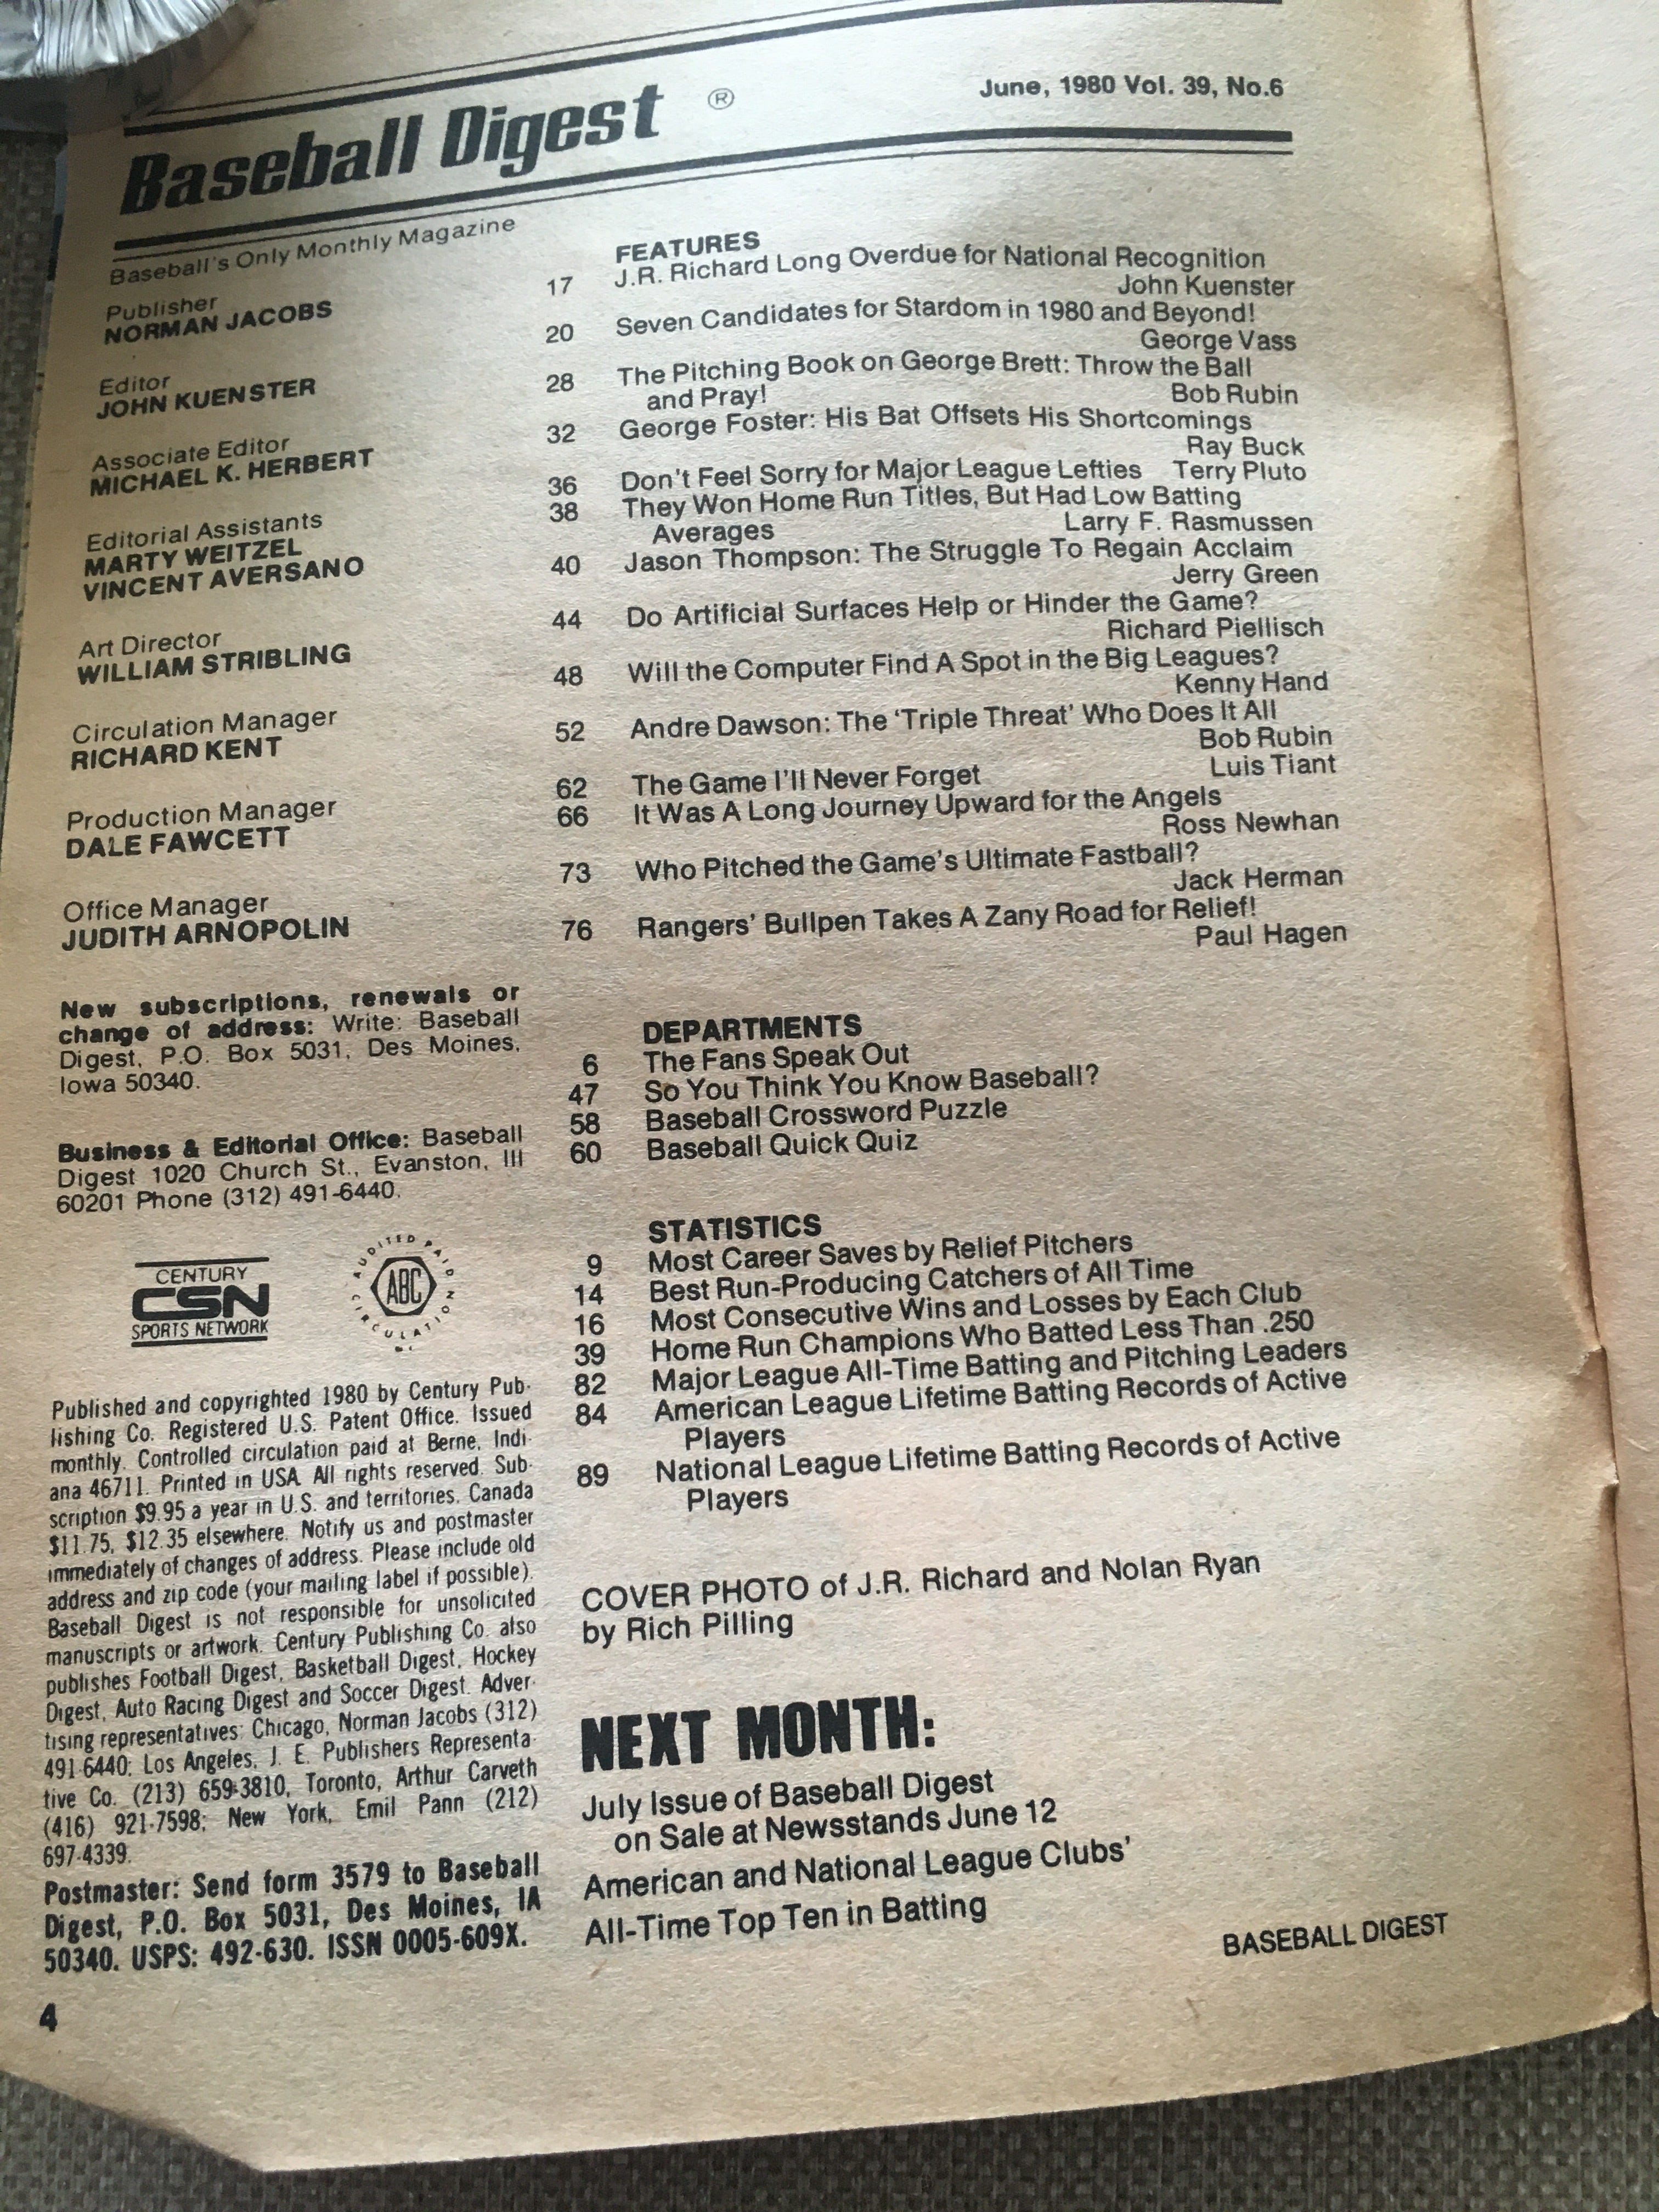 Baseball Digest ®
June, 1980 Vol. 39, No.6
Baseball's Only Monthly Magazine
Publisher
NORMAN JACOBS
Editor
JOHN KUENSTER
Associate Editor
MICHAEL K. HERBERT
Editorial Assistants
MARTY WEITZEL
VINCENT AVERSANO
Art Director
WILLIAM STRIBLING
Circulation Manager
RICHARD KENT
Production Manager
DALE FAWCETT
Office Manager
JUDITH ARNOPOLIN
New subscriptions, renewals or
change of address: Write: Baseball
Digest, P.O. Box 5031, Des Moines,
Iowa 50340.
Business & Editorial Office: Baseball
Digest 1020 Church St., Evanston, Ill
60201 Phone (312) 491-6440.
CENTURY
CSN
SPORTS NETWORK
AUDITED PAID CIRCULATION
ABC
Published and copyrighted 1980 by Century Pub-
lishing Co. Registered U.S. Patent Office. Issued
monthly. Controlled circulation paid at Berne, Indi-
ana 46711. Printed in USA. All rights reserved. Sub-
scription $9.95 a year in U.S. and territories, Canada
$11.75, $12.35 elsewhere. Notify us and postmaster
immediately of changes of address. Please include old
address and zip code (your mailing label if possible).
Baseball Digest is not responsible for unsolicited
manuscripts or artwork. Century Publishing Co. also
publishes Football Digest, Basketball Digest, Hockey
Digest, Auto Racing Digest and Soccer Digest. Adver-
tising representatives: Chicago, Norman Jacobs (312)
491-6440; Los Angeles, J. E. Publishers Representa-
tive Co. (213) 659-3810, Toronto, Arthur Carveth
(416) 921-7598; New York, Emil Pann (212)
697-4339.
Postmaster: Send form 3579 to Baseball
Digest, P.O. Box 5031, Des Moines, IA
50340. USPS: 492-630. ISSN 0005-609X.
FEATURES
17 J.R. Richard Long Overdue for National Recognition
John Kuenster
20 Seven Candidates for Stardom in 1980 and Beyond!
George Vass
28 The Pitching Book on George Brett: Throw the Ball
and Pray! Bob Rubin
32 George Foster: His Bat Offsets His Shortcomings
Ray Buck
36 Don't Feel Sorry for Major League Lefties Terry Pluto
38 They Won Home Run Titles, But Had Low Batting
Averages Larry F. Rasmussen
40 Jason Thompson: The Struggle To Regain Acclaim
Jerry Green
44 Do Artificial Surfaces Help or Hinder the Game?
Richard Piellisch
48 Will the Computer Find A Spot in the Big Leagues?
Kenny Hand
52 Andre Dawson: The 'Triple Threat' Who Does It All
Bob Rubin
62 The Game I'll Never Forget Luis Tiant
66 It Was A Long Journey Upward for the Angels
Ross Newhan
73 Who Pitched the Game's Ultimate Fastball?
Jack Herman
76 Rangers' Bullpen Takes A Zany Road for Relief!
Paul Hagen
DEPARTMENTS
6 The Fans Speak Out
47 So You Think You Know Baseball?
58 Baseball Crossword Puzzle
60 Baseball Quick Quiz
STATISTICS
9 Most Career Saves by Relief Pitchers
14 Best Run-Producing Catchers of All Time
16 Most Consecutive Wins and Losses by Each Club
39 Home Run Champions Who Batted Less Than .250
82 Major League All-Time Batting and Pitching Leaders
84 American League Lifetime Batting Records of Active
Players
89 National League Lifetime Batting Records of Active
Players
COVER PHOTO of J.R. Richard and Nolan Ryan
by Rich Pilling
NEXT MONTH:
July Issue of Baseball Digest
on Sale at Newsstands June 12
American and National League Clubs'
All-Time Top Ten in Batting
BASEBALL DIGEST
4